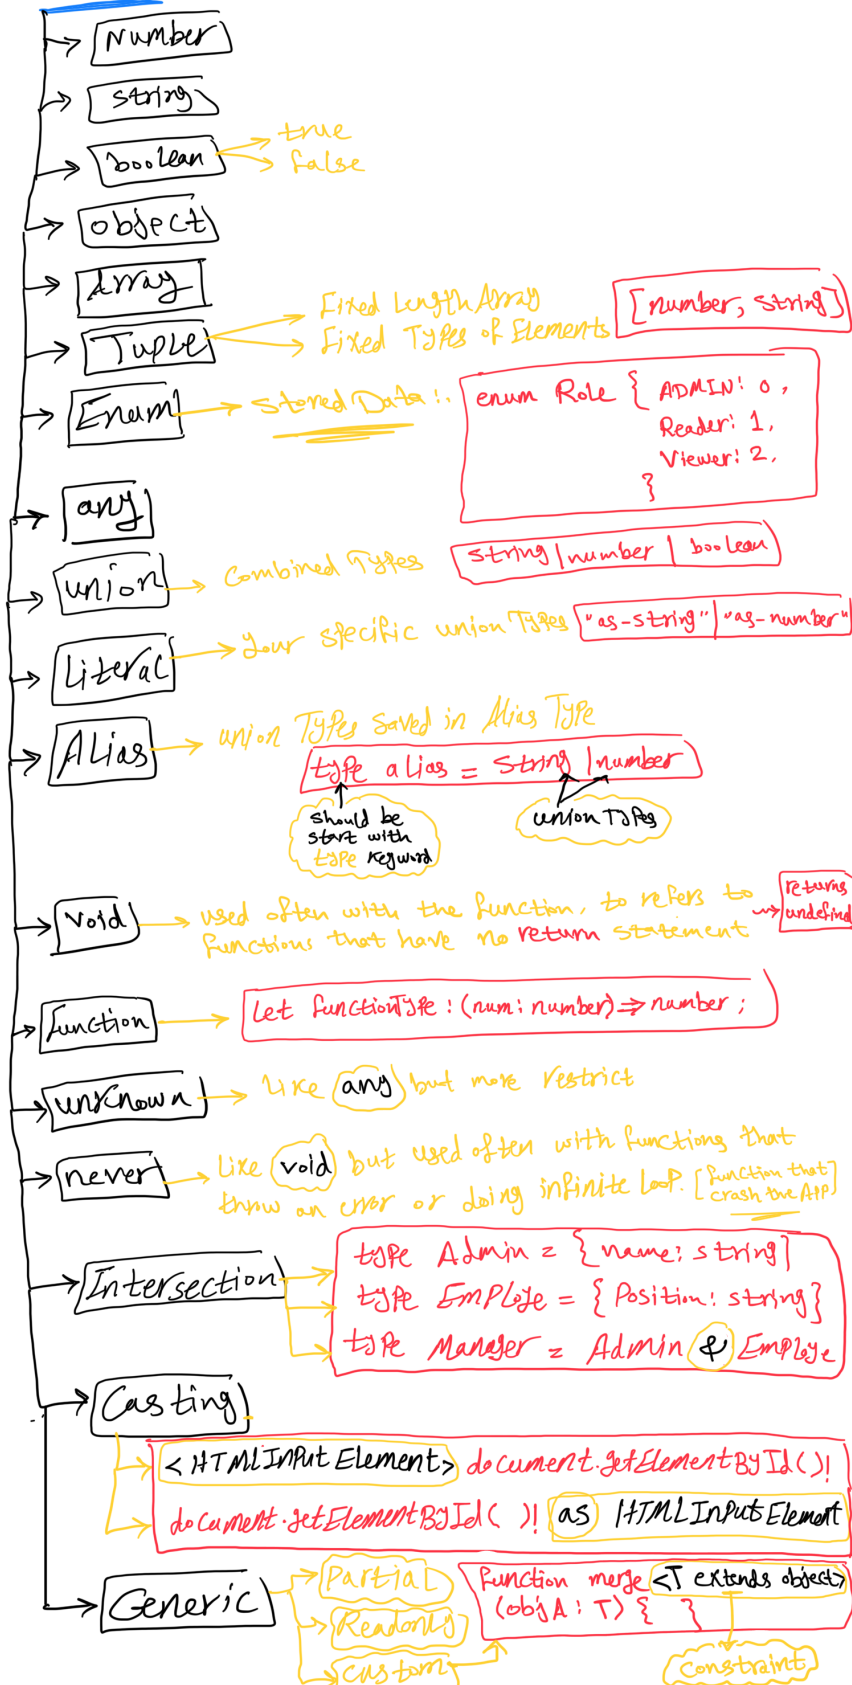 Number
string
boolean
true
false
object
Array
Tuple
Fixed Length Array
Fixed Types of Elements
[number, string]
Enum
Stored Data:.
enum Role { ADMIN: 0,
Reader: 1,
Viewer: 2,
}
any
union
Combined Types
string | number | boolean
Literal
Your specific union Types
"as-string" | "as-number"
Alias
union Types Saved in Alias Type
type alias = string | number
should be
start with
type keyword
union Types
void
used often with the function, to refers to
functions that have no return statement
returns
undefind
function
Let functionType : (num: number) => number ;
unknown
Like any but more restrict
never
Like void but used often with functions that
throw an error or doing infinite Loop. [function that
crash the APP]
Intersection
type Admin = { name: string }
type Employe = { Position: string }
type Manager = Admin & Employe
Casting
<HTMLInputElement> document.getElementById()!
document.getElementById( )! as HTMLInputElement
Generic
Partial
Readonly
custom
function merge <T extends object>
(objA : T) { }
constraint